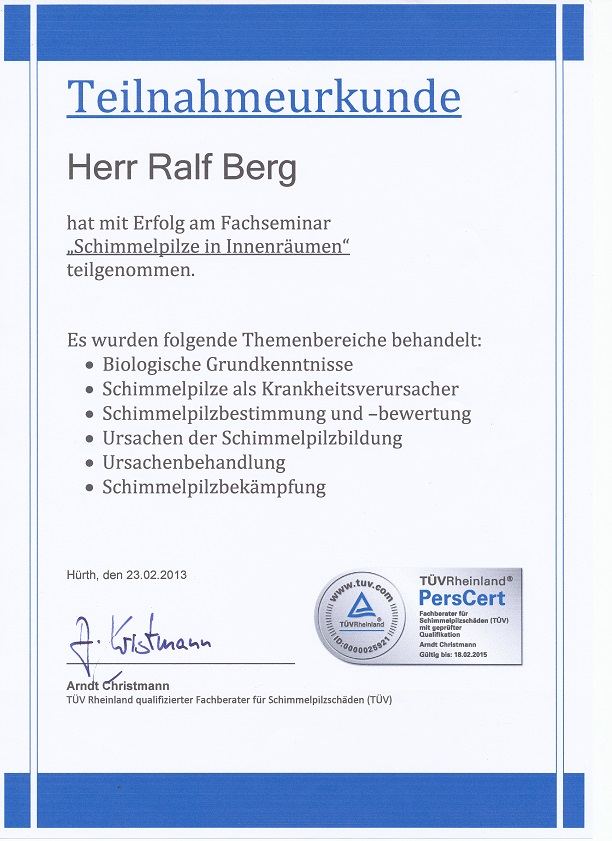 Teilnahmeurkunde
Herr Ralf Berg
hat mit Erfolg am Fachseminar
„Schimmelpilze in Innenräumen“
teilgenommen.
Es wurden folgende Themenbereiche behandelt:
• Biologische Grundkenntnisse
• Schimmelpilze als Krankheitsverursacher
• Schimmelpilzbestimmung und –bewertung
• Ursachen der Schimmelpilzbildung
• Ursachenbehandlung
• Schimmelpilzbekämpfung
Hürth, den 23.02.2013
A. Christmann
Arndt Christmann
TÜV Rheinland qualifizierter Fachberater für Schimmelpilzschäden (TÜV)
www.tuv.com
TÜVRheinland®
ID:0000025921
TÜVRheinland®
PersCert
Fachberater für
Schimmelpilzschäden (TÜV)
mit geprüfter
Qualifikation
Arndt Christmann
Gültig bis: 18.02.2015